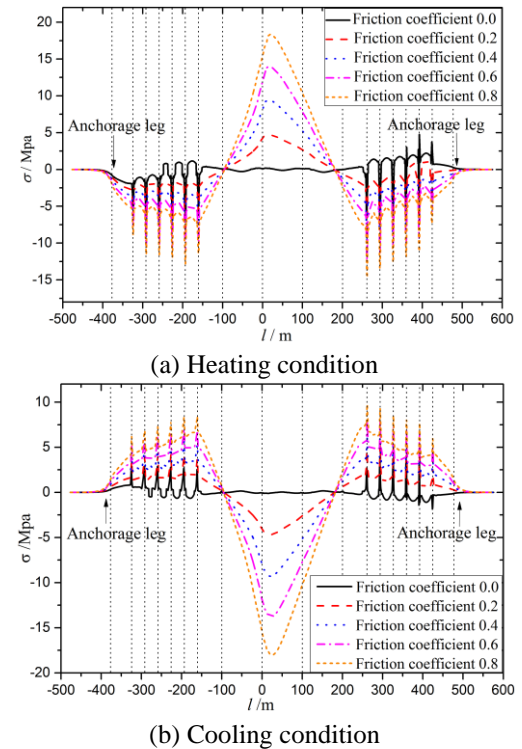 20
15
10
5
0
-5
-10
-15
σ / Mpa
Friction coefficient 0.0
Friction coefficient 0.2
Friction coefficient 0.4
Friction coefficient 0.6
Friction coefficient 0.8
Anchorage leg
Anchorage leg
-500 -400 -300 -200 -100 0 100 200 300 400 500 600
l / m
(a) Heating condition
10
5
0
-5
-10
-15
-20
σ /Mpa
Anchorage leg
Anchorage leg
Friction coefficient 0.0
Friction coefficient 0.2
Friction coefficient 0.4
Friction coefficient 0.6
Friction coefficient 0.8
-500 -400 -300 -200 -100 0 100 200 300 400 500 600
l / m
(b) Cooling condition